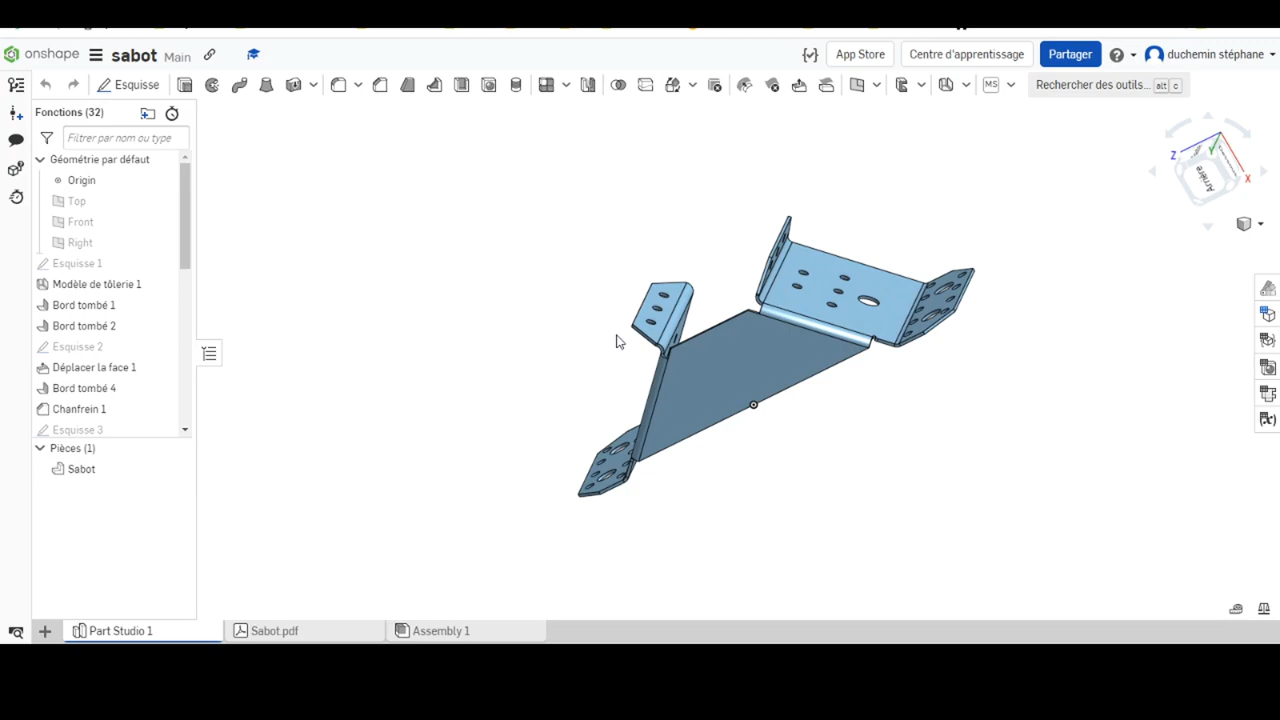 onshape
sabot Main
App Store
Centre d'apprentissage
Partager
duchemin stéphane
Esquisse
MS
Rechercher des outils... alt c
Fonctions (32)
Filtrer par nom ou type
Géométrie par défaut
Origin
Top
Front
Right
Esquisse 1
Modèle de tôlerie 1
Bord tombé 1
Bord tombé 2
Esquisse 2
Déplacer la face 1
Bord tombé 4
Chanfrein 1
Esquisse 3
Pièces (1)
Sabot
Z
Y
X
Arrière
Part Studio 1
Sabot.pdf
Assembly 1